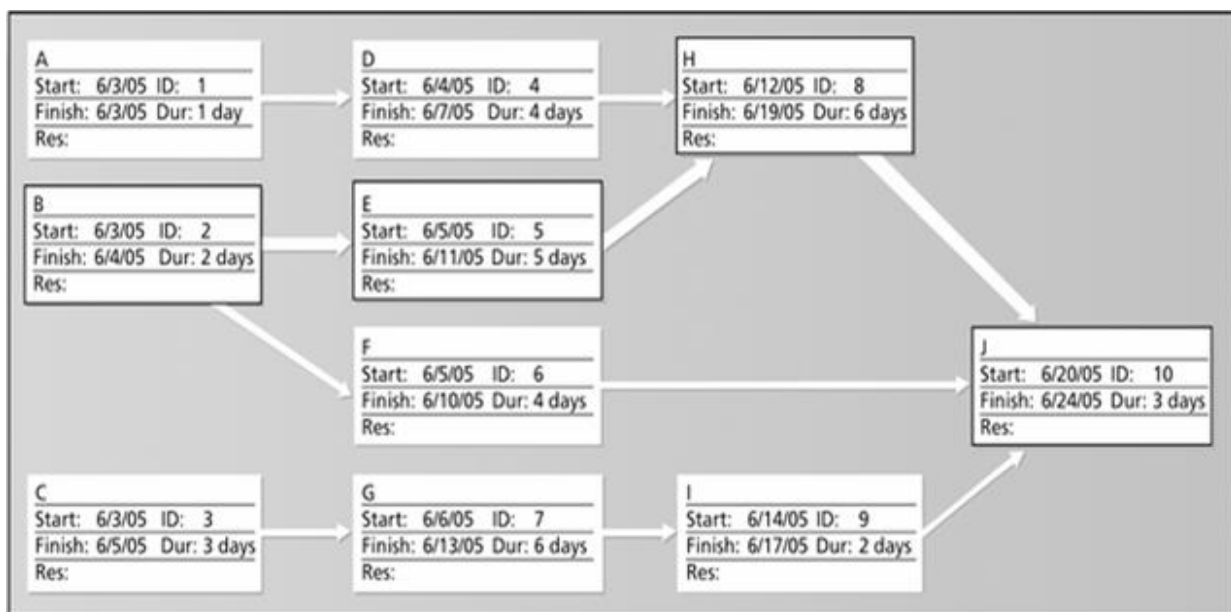 A
Start: 6/3/05 ID: 1
Finish: 6/3/05 Dur: 1 day
Res:
D
Start: 6/4/05 ID: 4
Finish: 6/7/05 Dur: 4 days
Res:
H
Start: 6/12/05 ID: 8
Finish: 6/19/05 Dur: 6 days
Res:
B
Start: 6/3/05 ID: 2
Finish: 6/4/05 Dur: 2 days
Res:
E
Start: 6/5/05 ID: 5
Finish: 6/11/05 Dur: 5 days
Res:
F
Start: 6/5/05 ID: 6
Finish: 6/10/05 Dur: 4 days
Res:
J
Start: 6/20/05 ID: 10
Finish: 6/24/05 Dur: 3 days
Res:
C
Start: 6/3/05 ID: 3
Finish: 6/5/05 Dur: 3 days
Res:
G
Start: 6/6/05 ID: 7
Finish: 6/13/05 Dur: 6 days
Res:
I
Start: 6/14/05 ID: 9
Finish: 6/17/05 Dur: 2 days
Res: